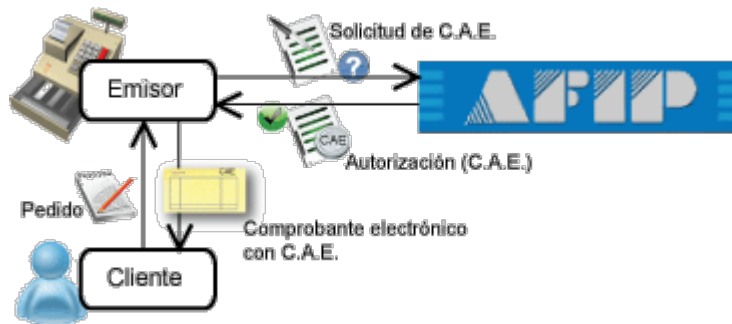 Solicitud de C.A.E.
Emisor
AFIP
CAE
Autorización (C.A.E.)
CAE
Pedido
Comprobante electrónico
con C.A.E.
Cliente